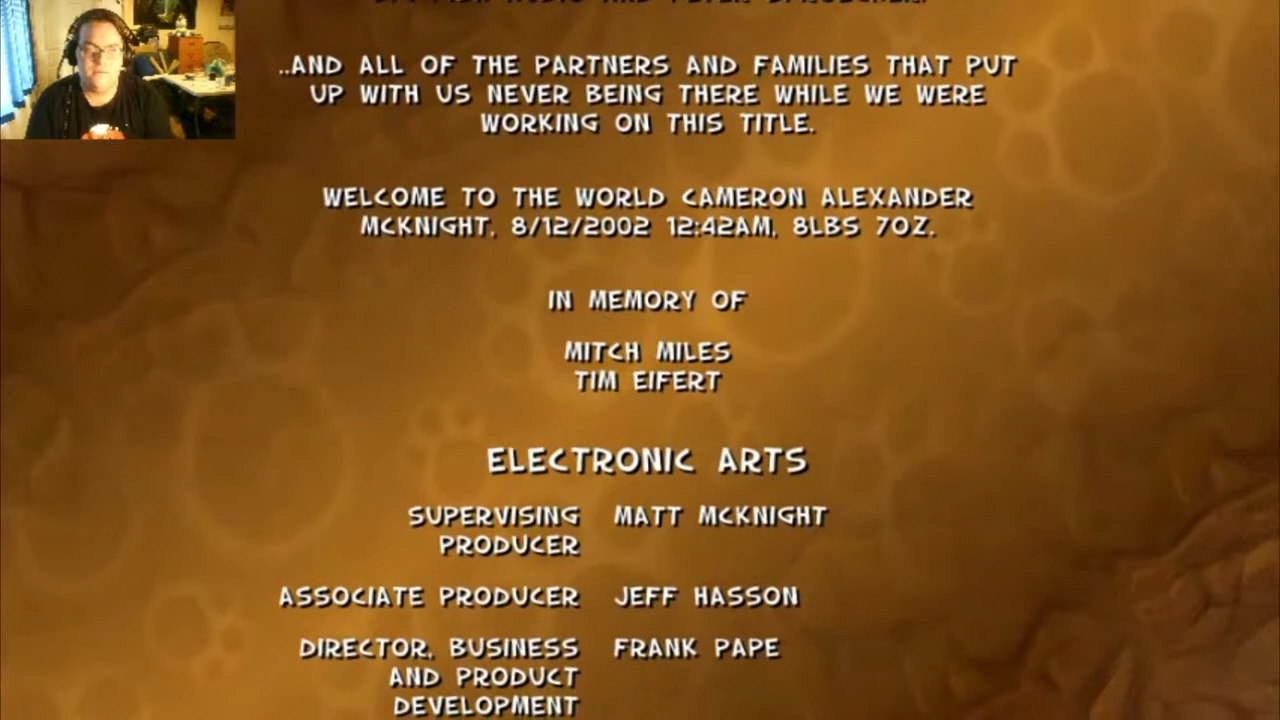 ..AND ALL OF THE PARTNERS AND FAMILIES THAT PUT
UP WITH US NEVER BEING THERE WHILE WE WERE
WORKING ON THIS TITLE.
WELCOME TO THE WORLD CAMERON ALEXANDER
MCKNIGHT, 8/12/2002 12:42AM, 8LBS 7OZ.
IN MEMORY OF
MITCH MILES
TIM EIFERT
ELECTRONIC ARTS
SUPERVISING MATT MCKNIGHT
PRODUCER
ASSOCIATE PRODUCER JEFF HASSON
DIRECTOR, BUSINESS FRANK PAPE
AND PRODUCT
DEVELOPMENT